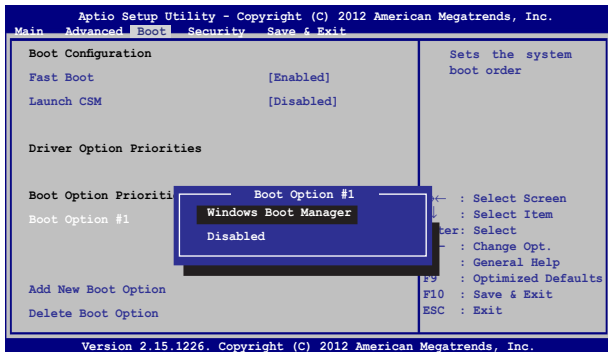 Aptio Setup Utility - Copyright (C) 2012 American Megatrends, Inc.
Main Advanced Boot Security Save & Exit
Boot Configuration
Fast Boot [Enabled]
Launch CSM [Disabled]
Driver Option Priorities
Boot Option Prioriti
Boot Option #1
Add New Boot Option
Delete Boot Option
Boot Option #1
Windows Boot Manager
Disabled
Sets the system
boot order
→← : Select Screen
↓ : Select Item
ter: Select
- : Change Opt.
: General Help
F9 : Optimized Defaults
F10 : Save & Exit
ESC : Exit
Version 2.15.1226. Copyright (C) 2012 American Megatrends, Inc.